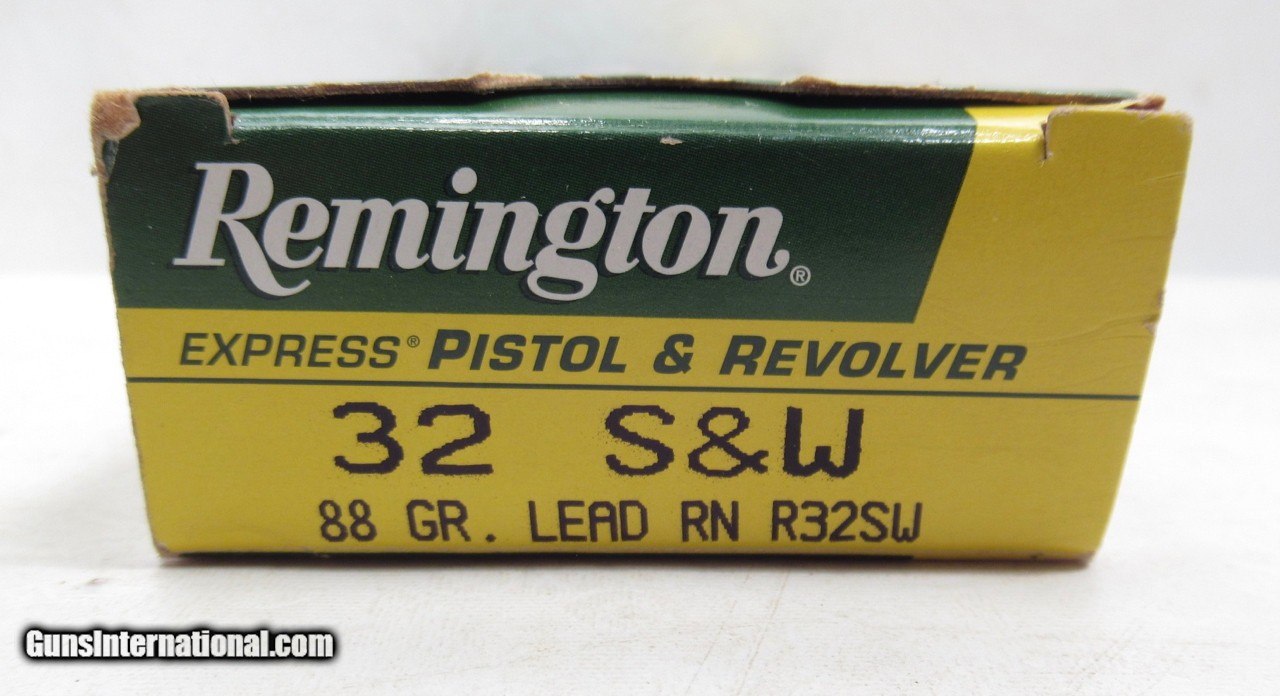 Remington®
EXPRESS® PISTOL & REVOLVER
32 S&W
88 GR. LEAD RN R32SW
GunsInternational.com